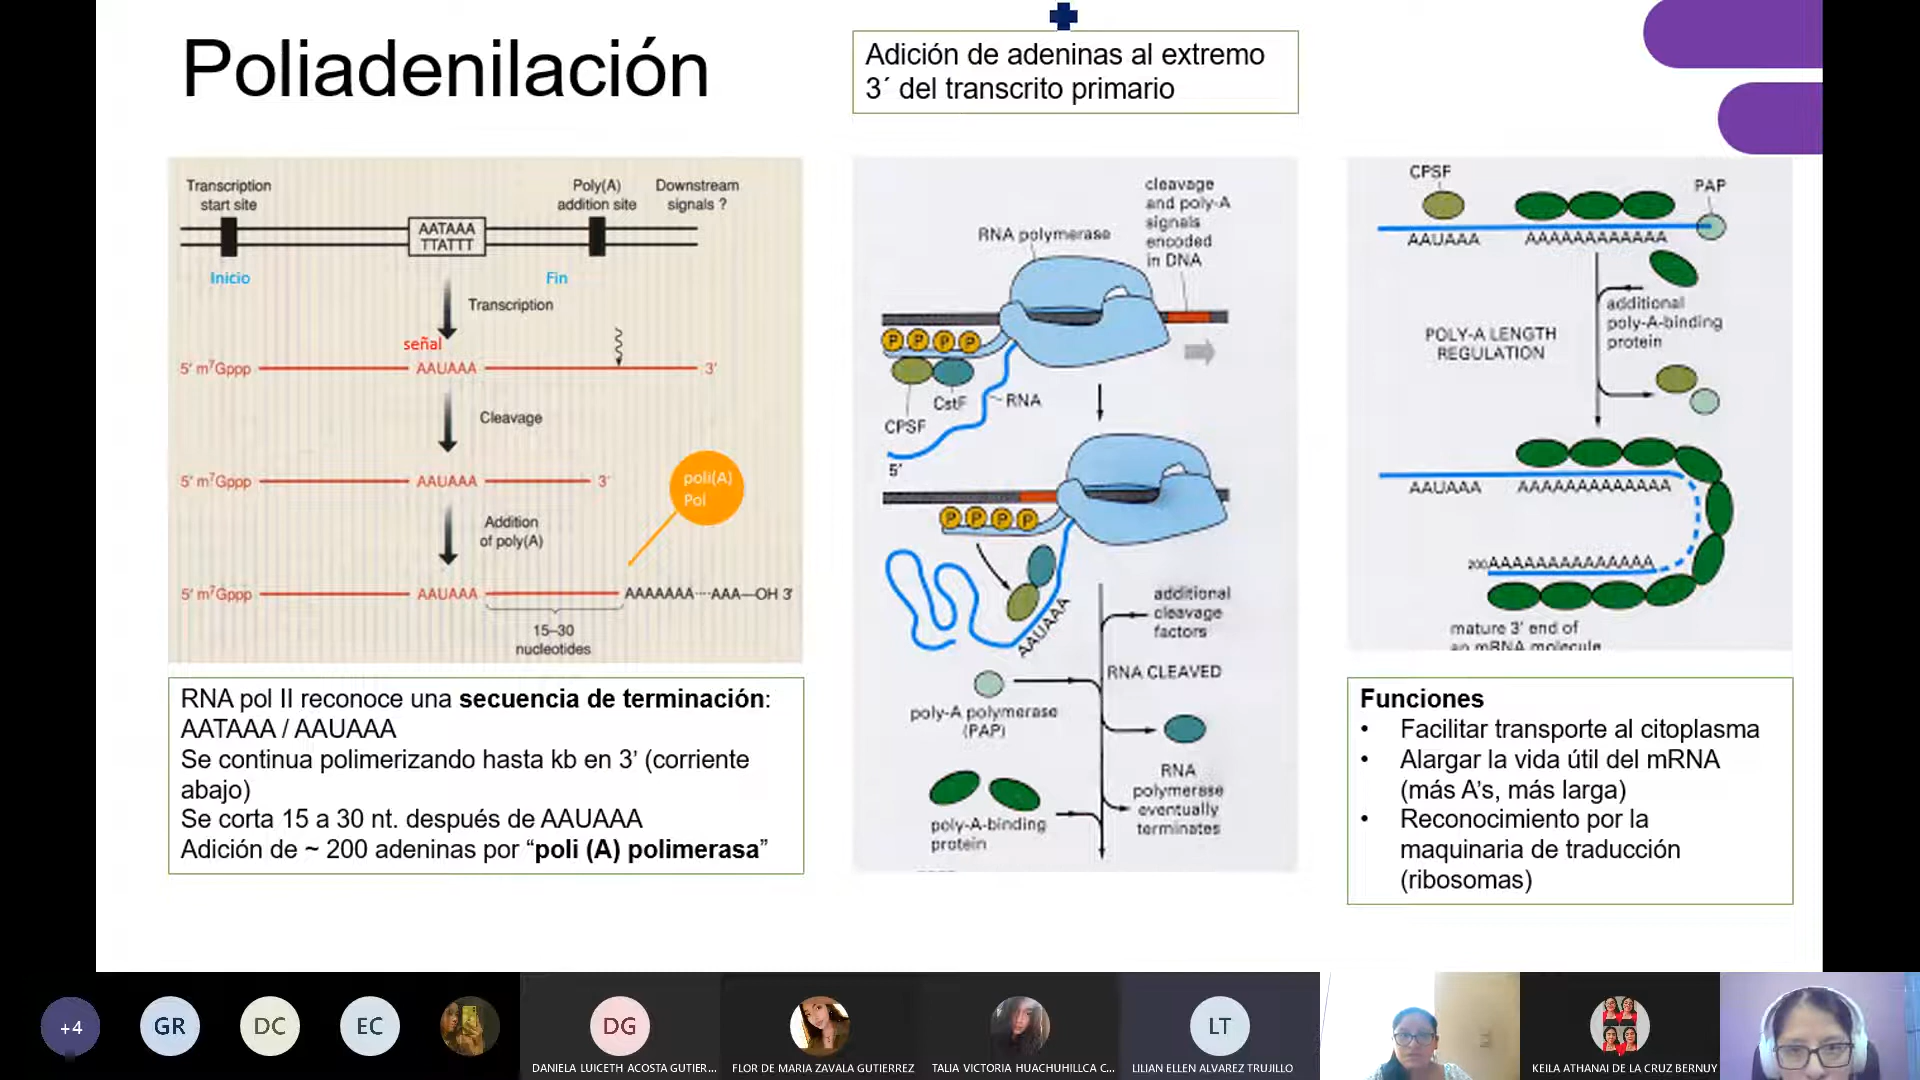 Poliadenilación
Adición de adeninas al extremo
3´ del transcrito primario
Transcription
start site
Poly(A)
addition site
Downstream
signals ?
AATAAA
TTATTT
Inicio
Fin
Transcription
señal
5' m⁷Gppp
AAUAAA
3'
Cleavage
5' m⁷Gppp
AAUAAA
3'
poli(A)
Pol
Addition
of poly(A)
5' m⁷Gppp
AAUAAA
AAAAAAA····AAA—OH 3'
15–30
nucleotides
RNA pol II reconoce una secuencia de terminación:
AATAAA / AAUAAA
Se continua polimerizando hasta kb en 3’ (corriente
abajo)
Se corta 15 a 30 nt. después de AAUAAA
Adición de ~ 200 adeninas por “poli (A) polimerasa”
cleavage
and poly-A
signals
encoded
in DNA
RNA polymerase
P P P P
CstF
RNA
CPSF
5'
P P P P
AAUAAA
additional
cleavage
factors
RNA CLEAVED
poly-A polymerase
(PAP)
RNA
polymerase
eventually
terminates
poly-A-binding
protein
CPSF
PAP
AAUAAA
AAAAAAAAAAAA
additional
poly-A-binding
protein
POLY-A LENGTH
REGULATION
AAUAAA
AAAAAAAAAAAAA
200AAAAAAAAAAAAAA
mature 3' end of
an mRNA molecule
Funciones
• Facilitar transporte al citoplasma
• Alargar la vida útil del mRNA
(más A’s, más larga)
• Reconocimiento por la
maquinaria de traducción
(ribosomas)
+4
GR
DC
EC
DG
LT
DANIELA LUICETH ACOSTA GUTIER...
FLOR DE MARIA ZAVALA GUTIERREZ
TALIA VICTORIA HUACHUHILLCA C...
LILIAN ELLEN ALVAREZ TRUJILLO
KEILA ATHANAI DE LA CRUZ BERNUY